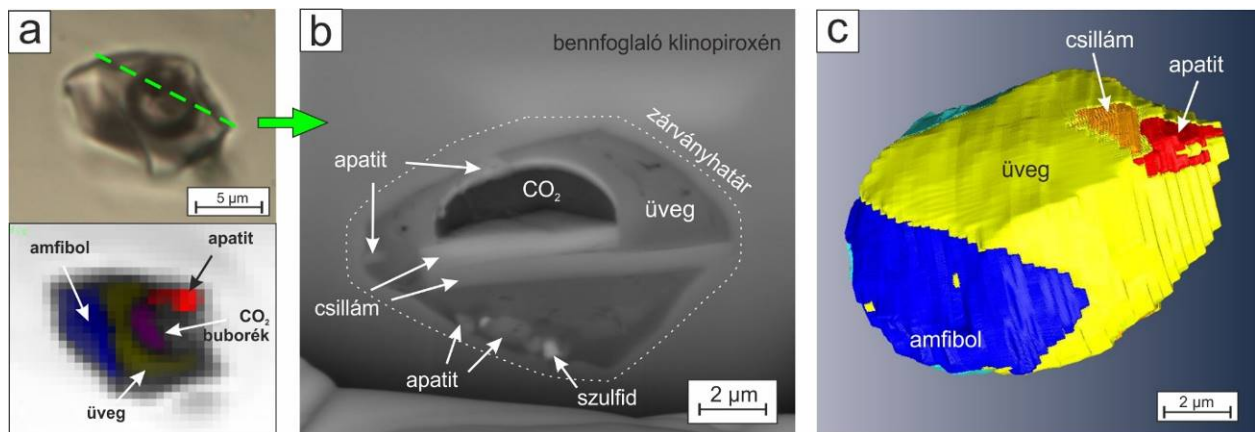 a
5 µm
amfibol
apatit
CO₂
buborék
üveg
b
bennfoglaló klinopiroxén
zárványhatár
apatit
CO₂
üveg
csillám
apatit
szulfid
2 µm
c
csillám
apatit
üveg
amfibol
2 µm